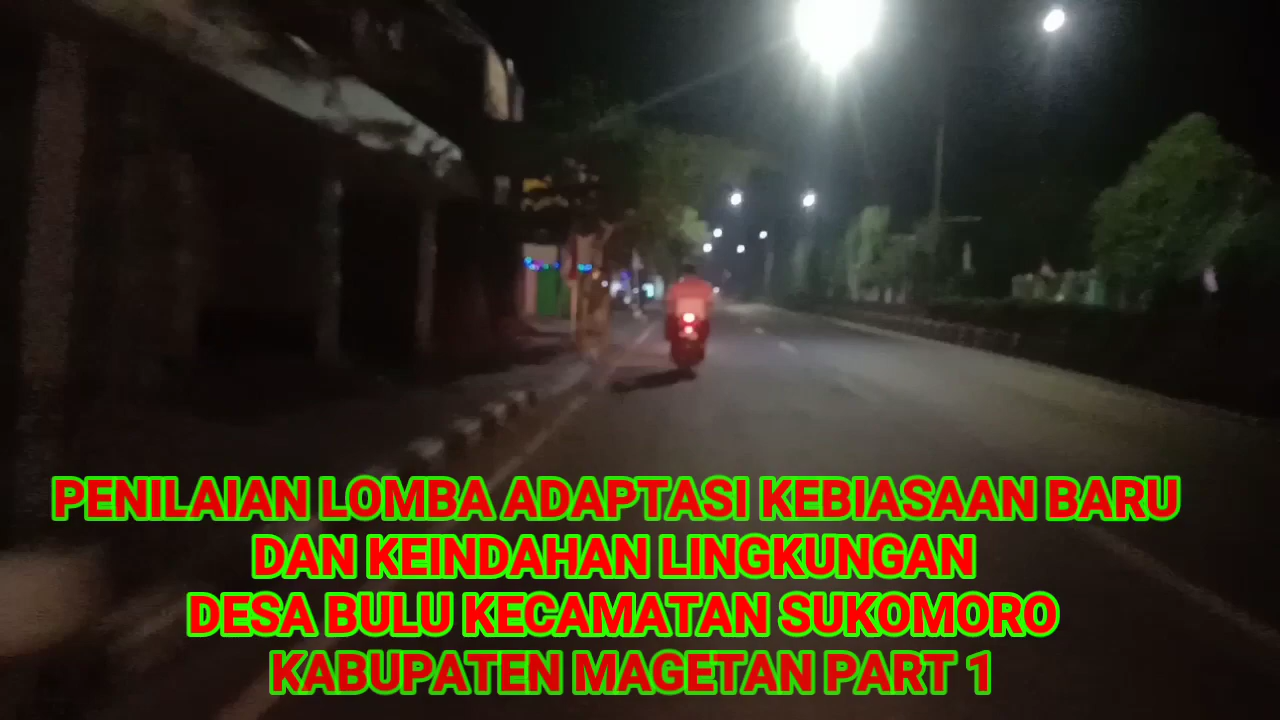 PENILAIAN LOMBA ADAPTASI KEBIASAAN BARU
DAN KEINDAHAN LINGKUNGAN
DESA BULU KECAMATAN SUKOMORO
KABUPATEN MAGETAN PART 1